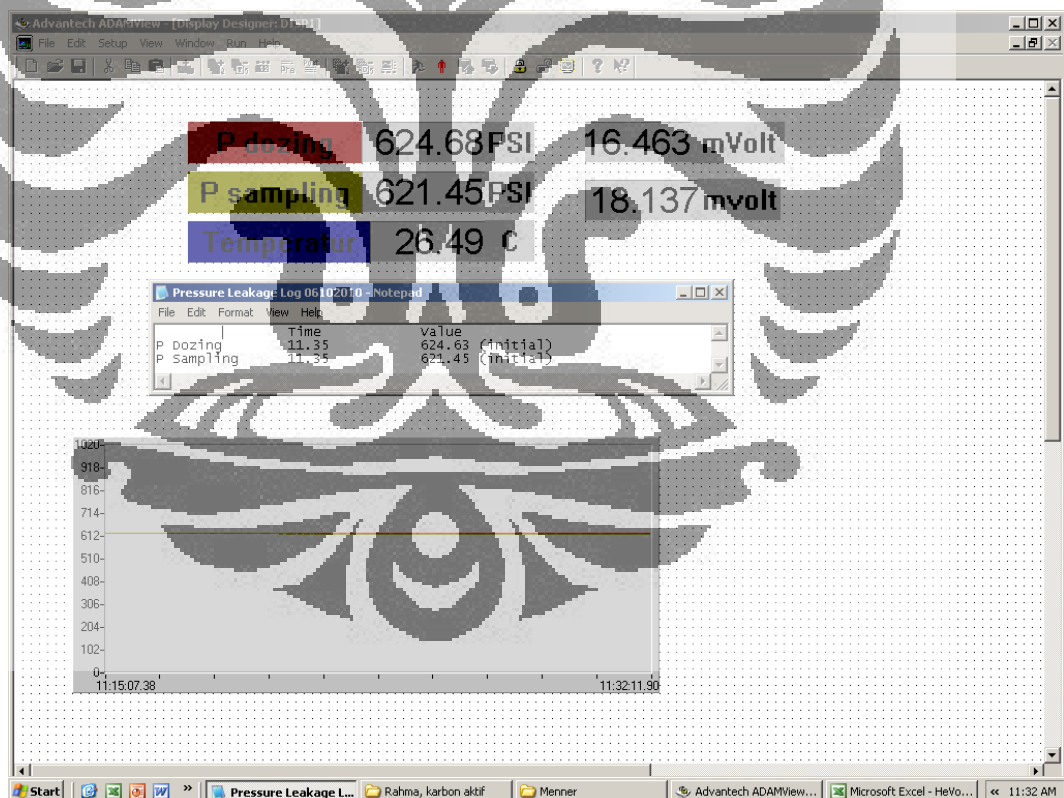 Advantech ADAMView - [Display Designer: DISP1]
File Edit Setup View Window Run Help
P dozing 624.68 PSI 16.463 mVolt
P sampling 621.45 PSI 18.137 mvolt
Temperatur 26.49 C
Pressure Leakage Log 06102010 - Notepad
File Edit Format View Help
Time Value
P Dozing 11.35 624.63 (initial)
P Sampling 11.35 621.45 (initial)
1020
918
816
714
612
510
408
306
204
102
0
11:15:07.38 11:32:11.90
Start Pressure Leakage L... Rahma, karbon aktif Menner Advantech ADAMView... Microsoft Excel - HeVo... 11:32 AM